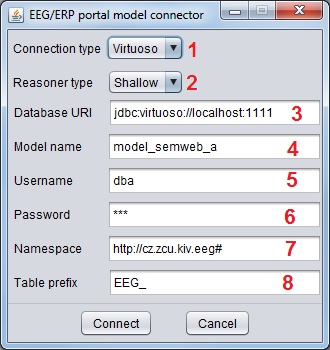 EEG/ERP portal model connector
Connection type Virtuoso 1
Reasoner type Shallow 2
Database URI jdbc:virtuoso://localhost:1111 3
Model name model_semweb_a 4
Username dba 5
Password *** 6
Namespace http://cz.zcu.kiv.eeg# 7
Table prefix EEG_ 8
Connect Cancel